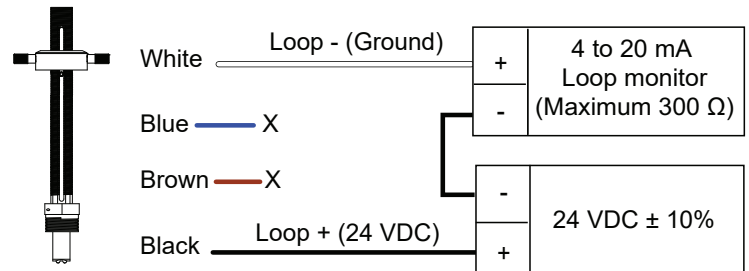 White Loop - (Ground) + 4 to 20 mA
Loop monitor
- (Maximum 300 Ω)
Blue X
Brown X
- 24 VDC ± 10%
Black Loop + (24 VDC) +